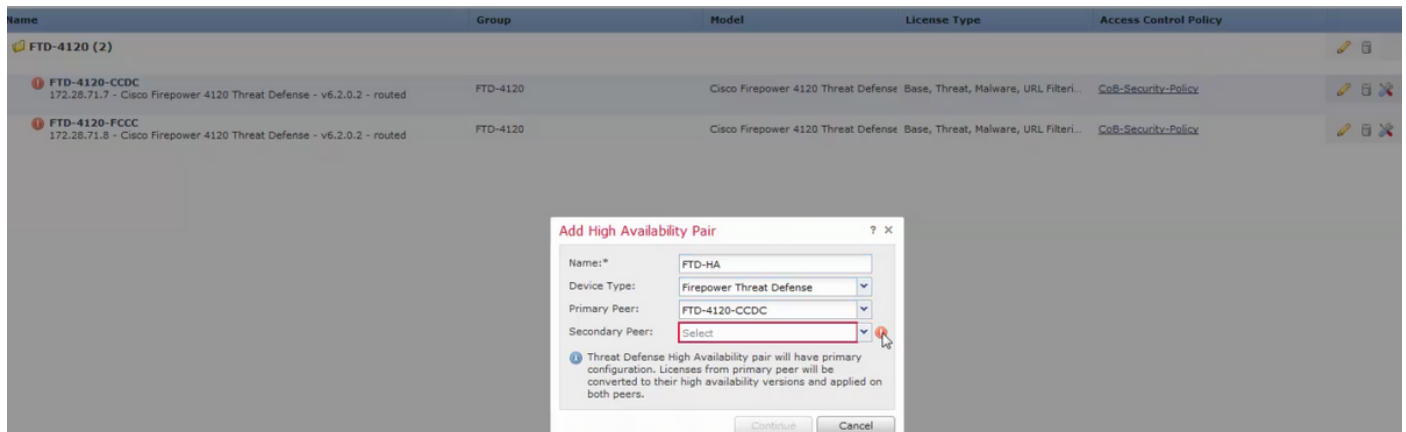 Name Group Model License Type Access Control Policy
FTD-4120 (2)
FTD-4120-CCDC
172.28.71.7 - Cisco Firepower 4120 Threat Defense - v6.2.0.2 - routed
FTD-4120 Cisco Firepower 4120 Threat Defense Base, Threat, Malware, URL Filteri... CoB-Security-Policy
FTD-4120-FCCC
172.28.71.8 - Cisco Firepower 4120 Threat Defense - v6.2.0.2 - routed
FTD-4120 Cisco Firepower 4120 Threat Defense Base, Threat, Malware, URL Filteri... CoB-Security-Policy
Add High Availability Pair ? ×
Name:* FTD-HA
Device Type: Firepower Threat Defense
Primary Peer: FTD-4120-CCDC
Secondary Peer: Select
Threat Defense High Availability pair will have primary
configuration. Licenses from primary peer will be
converted to their high availability versions and applied on
both peers.
Continue Cancel